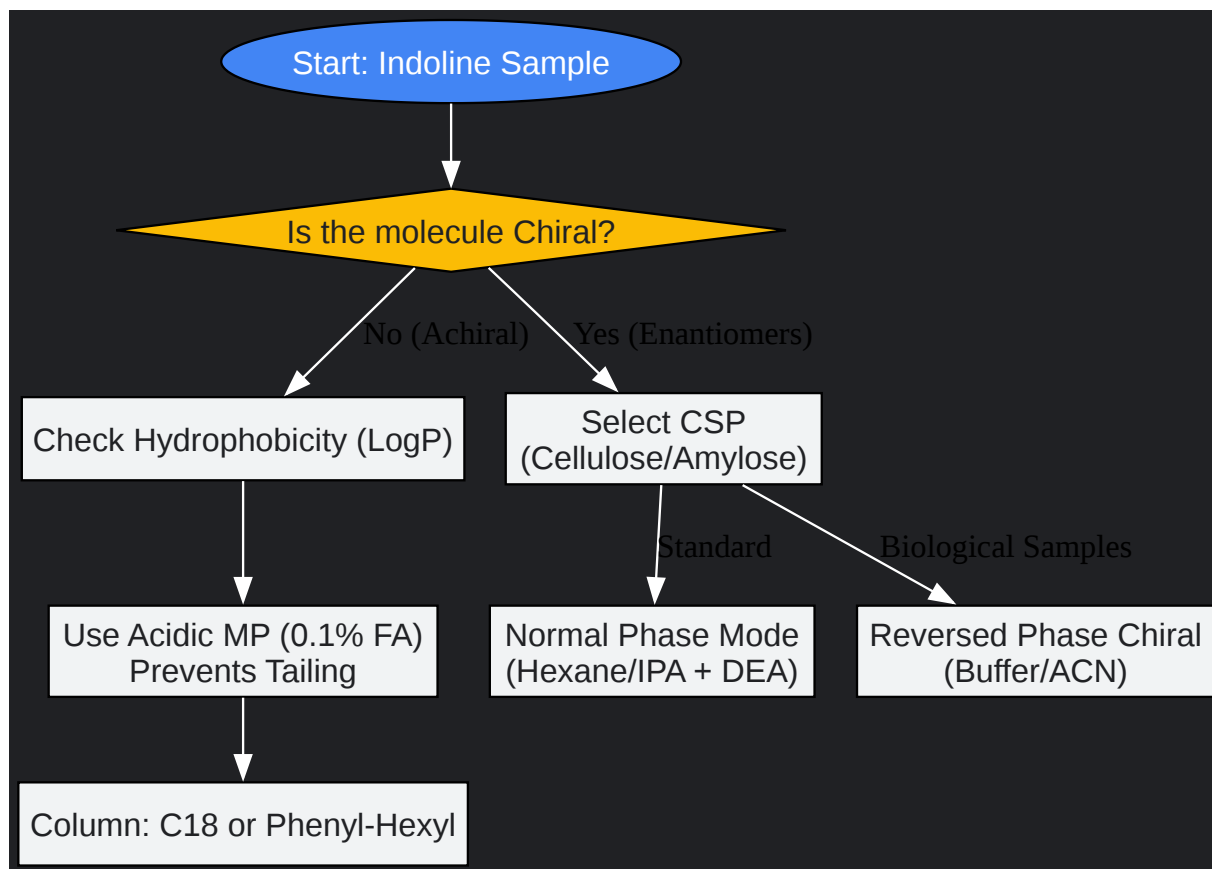 Start: Indoline Sample
Is the molecule Chiral?
No (Achiral)
Yes (Enantiomers)
Check Hydrophobicity (LogP)
Select CSP
(Cellulose/Amylose)
Standard
Biological Samples
Use Acidic MP (0.1% FA)
Prevents Tailing
Normal Phase Mode
(Hexane/IPA + DEA)
Reversed Phase Chiral
(Buffer/ACN)
Column: C18 or Phenyl-Hexyl